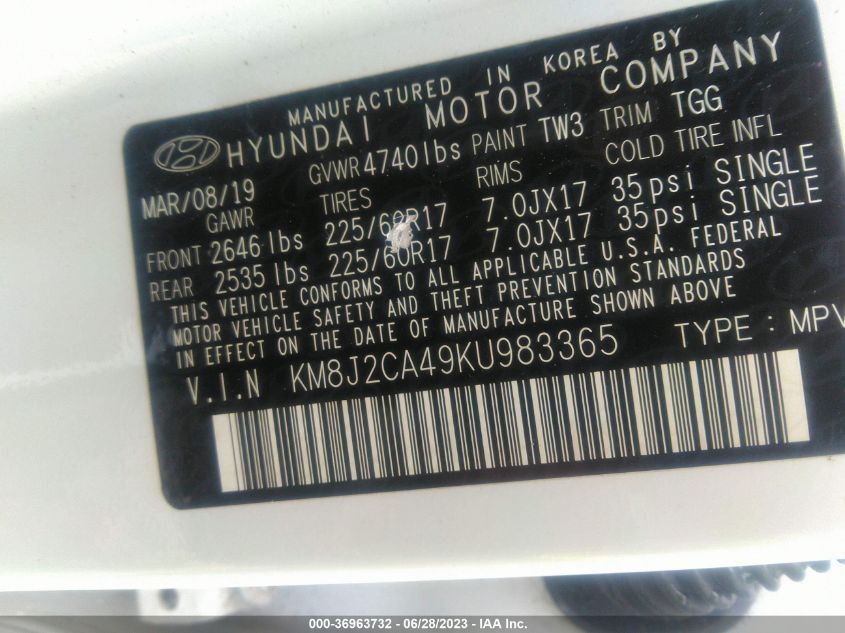 MANUFACTURED IN KOREA BY
HYUNDAI MOTOR COMPANY
MAR/08/19 GVWR 4740lbs PAINT TW3 TRIM TGG
GAWR TIRES RIMS COLD TIRE INFL
FRONT 2646 lbs 225/60R17 7.0JX17 35psi SINGLE
REAR 2535 lbs 225/60R17 7.0JX17 35psi SINGLE
THIS VEHICLE CONFORMS TO ALL APPLICABLE U.S.A. FEDERAL
MOTOR VEHICLE SAFETY AND THEFT PREVENTION STANDARDS
IN EFFECT ON THE DATE OF MANUFACTURE SHOWN ABOVE
V.I.N KM8J2CA49KU983365 TYPE : MPV
000-36963732 - 06/28/2023 - IAA Inc.